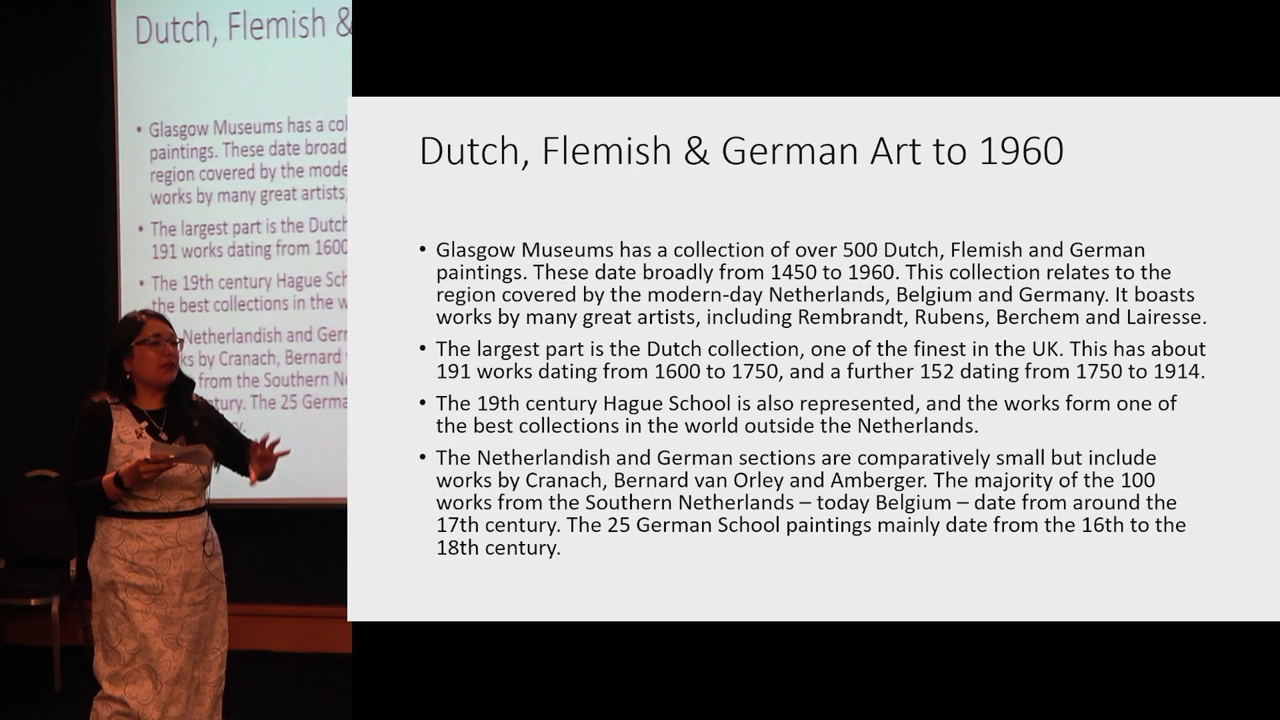 Dutch, Flemish &
• Glasgow Museums has a col
paintings. These date broad
region covered by the mode
works by many great artists,
• The largest part is the Dutch
191 works dating from 1600
• The 19th century Hague Sch
the best collections in the w
Netherlandish and Gerr
ks by Cranach, Bernard
from the Southern Ne
ntury. The 25 Germa
Dutch, Flemish & German Art to 1960
• Glasgow Museums has a collection of over 500 Dutch, Flemish and German
paintings. These date broadly from 1450 to 1960. This collection relates to the
region covered by the modern-day Netherlands, Belgium and Germany. It boasts
works by many great artists, including Rembrandt, Rubens, Berchem and Lairesse.
• The largest part is the Dutch collection, one of the finest in the UK. This has about
191 works dating from 1600 to 1750, and a further 152 dating from 1750 to 1914.
• The 19th century Hague School is also represented, and the works form one of
the best collections in the world outside the Netherlands.
• The Netherlandish and German sections are comparatively small but include
works by Cranach, Bernard van Orley and Amberger. The majority of the 100
works from the Southern Netherlands – today Belgium – date from around the
17th century. The 25 German School paintings mainly date from the 16th to the
18th century.